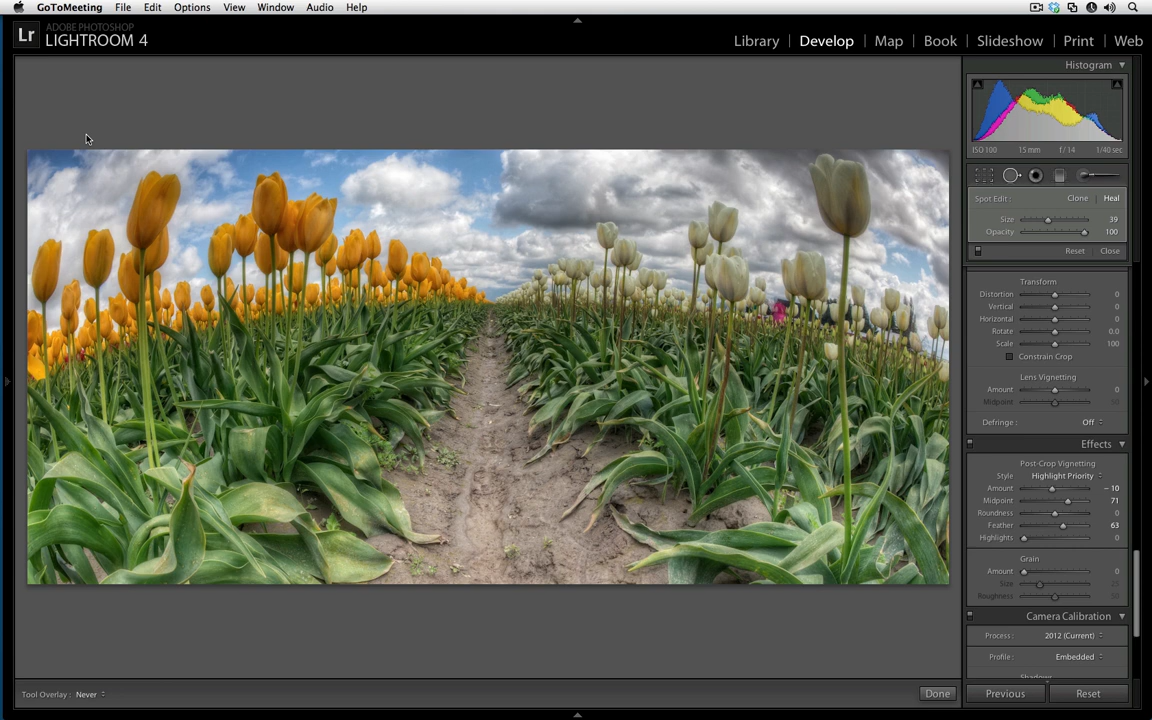 GoToMeeting File Edit Options View Window Audio Help
Lr ADOBE PHOTOSHOP LIGHTROOM 4
Library | Develop | Map | Book | Slideshow | Print | Web
Histogram
ISO 100 15 mm f / 14 1/40 sec
Spot Edit : Clone Heal
Size 39
Opacity 100
Reset Close
Transform
Distortion 0
Vertical 0
Horizontal 0
Rotate 0.0
Scale 100
Constrain Crop
Lens Vignetting
Amount 0
Midpoint 50
Defringe : Off
Effects
Post-Crop Vignetting
Style Highlight Priority
Amount – 10
Midpoint 71
Roundness 0
Feather 63
Highlights 0
Grain
Amount 0
Size 25
Roughness 50
Camera Calibration
Process : 2012 (Current)
Profile : Embedded
Shadows
Tool Overlay : Never Done Previous Reset